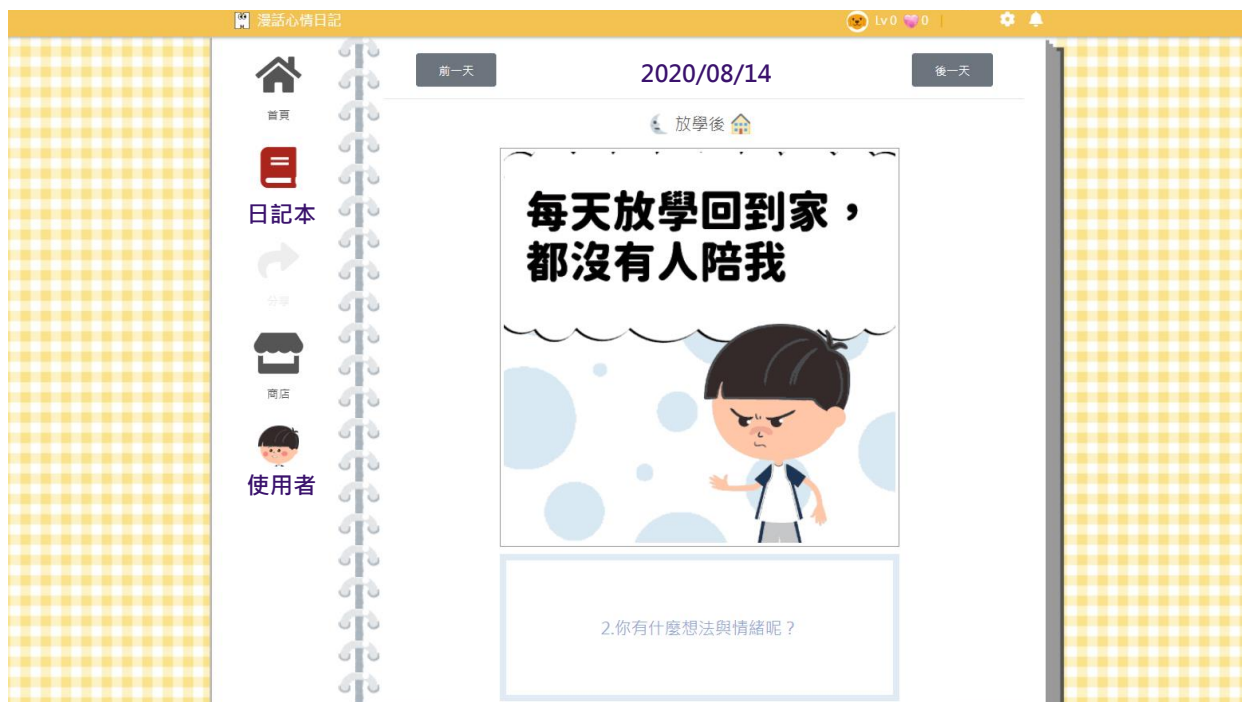 漫話心情日記
Lv 0 0
首頁
日記本
分享
商店
使用者
前一天
2020/08/14
後一天
放學後
每天放學回到家，
都沒有人陪我
2.你有什麼想法與情緒呢？